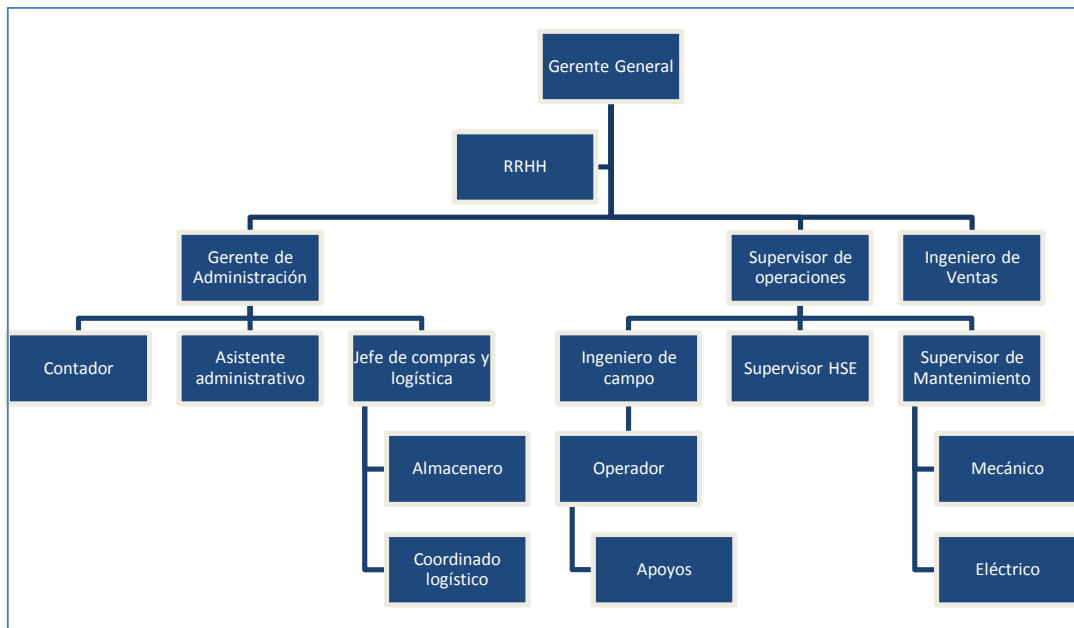 Gerente General
RRHH
Gerente de
Administración
Supervisor de
operaciones
Ingeniero de
Ventas
Contador
Asistente
administrativo
Jefe de compras y
logística
Ingeniero de
campo
Supervisor HSE
Supervisor de
Mantenimiento
Almacenero
Operador
Mecánico
Coordinado
logístico
Apoyos
Eléctrico